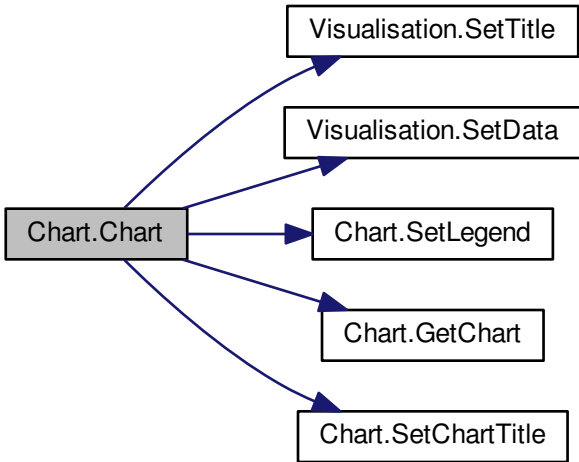 Visualisation.SetTitle
Visualisation.SetData
Chart.Chart
Chart.SetLegend
Chart.GetChart
Chart.SetChartTitle